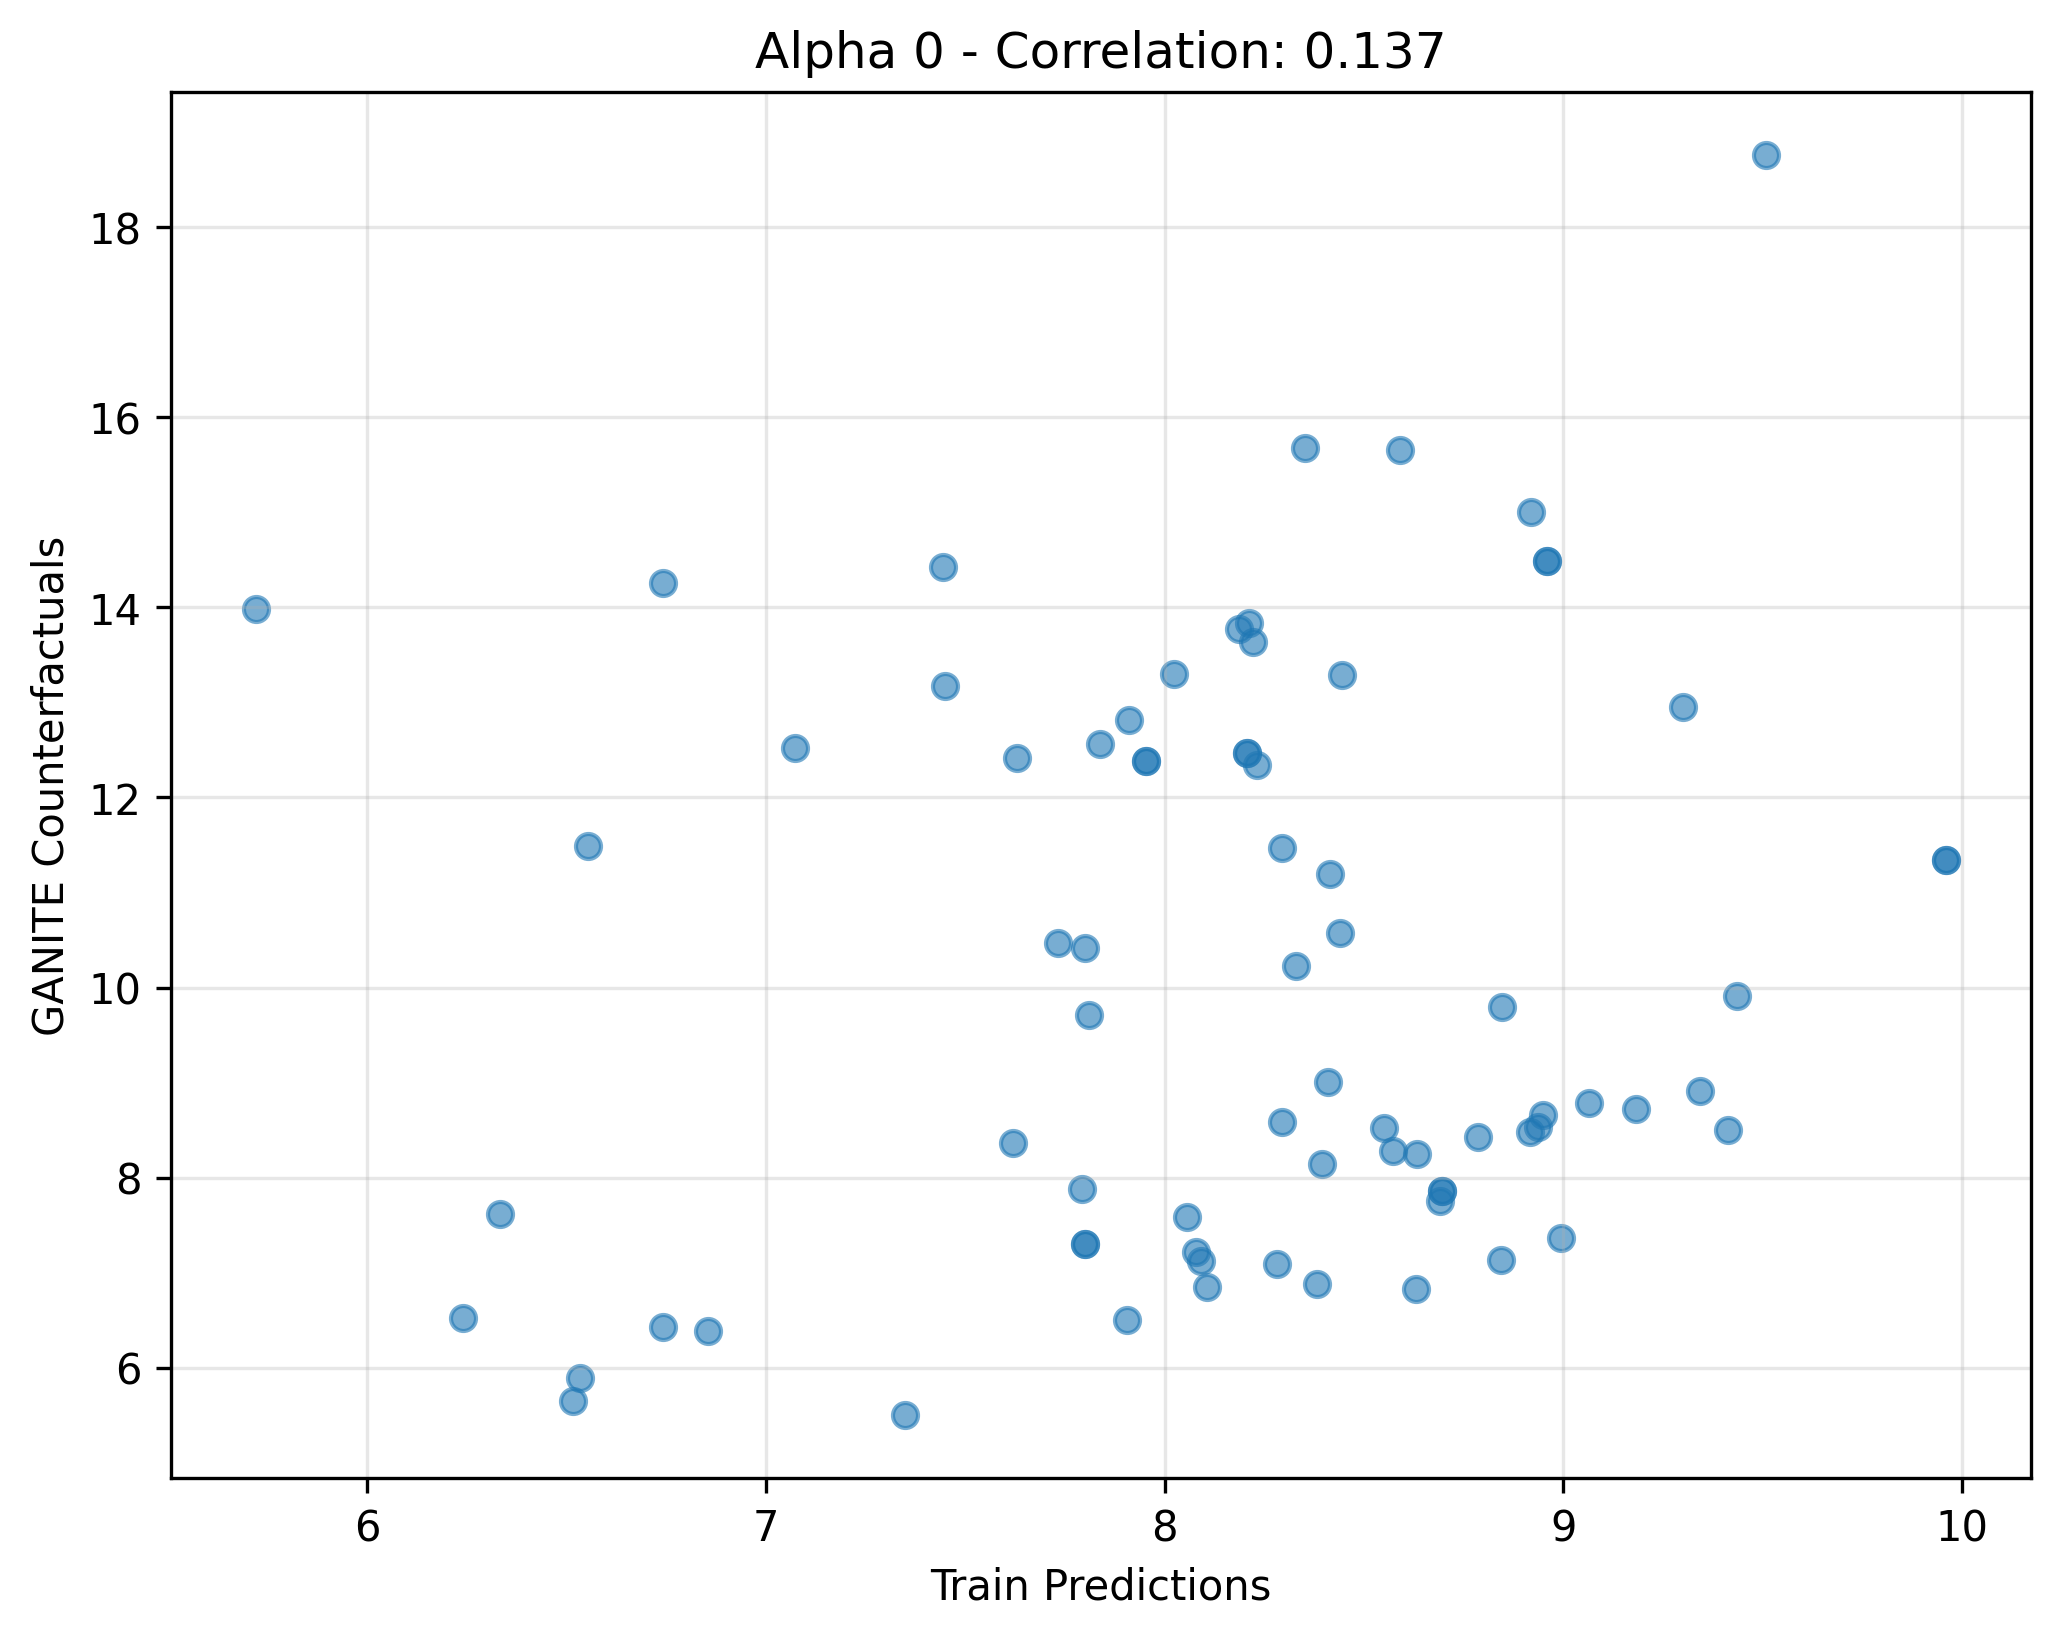 Alpha 0 - Correlation: 0.137
GANITE Counterfactuals
18
16
14
12
10
8
6
6 7 8 9 10
Train Predictions